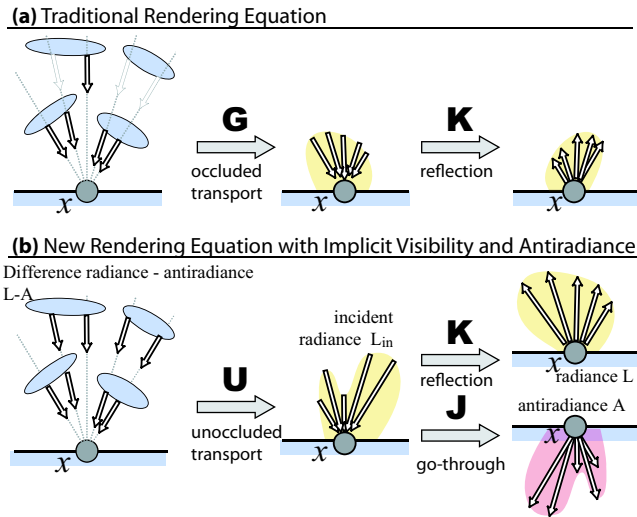 (a) Traditional Rendering Equation
G
occluded
transport
K
reflection
x
x
x
(b) New Rendering Equation with Implicit Visibility and Antiradiance
Difference radiance - antiradiance
L-A
incident
radiance Lin
U
unoccluded
transport
K
reflection
x
radiance L
J
go-through
antiradiance A
x
x
x